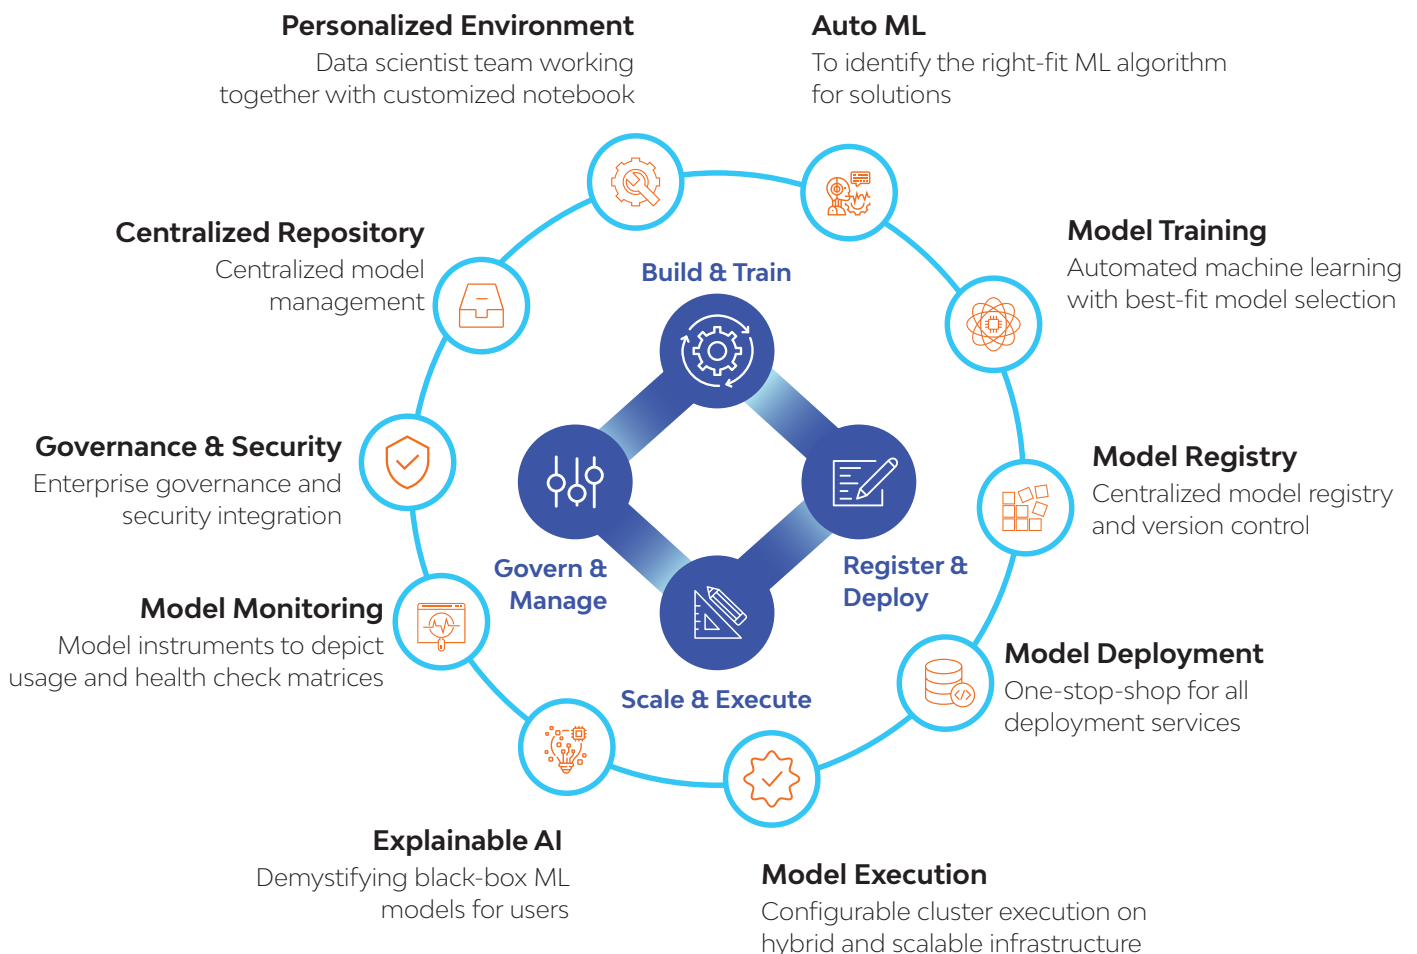 Personalized Environment
Data scientist team working
together with customized notebook
Auto ML
To identify the right-fit ML algorithm
for solutions
Centralized Repository
Centralized model
management
Model Training
Automated machine learning
with best-fit model selection
Build & Train
Governance & Security
Enterprise governance and
security integration
Model Registry
Centralized model registry
and version control
Govern &
Manage
Register &
Deploy
Model Monitoring
Model instruments to depict
usage and health check matrices
Model Deployment
One-stop-shop for all
deployment services
Scale & Execute
Explainable AI
Demystifying black-box ML
models for users
Model Execution
Configurable cluster execution on
hybrid and scalable infrastructure